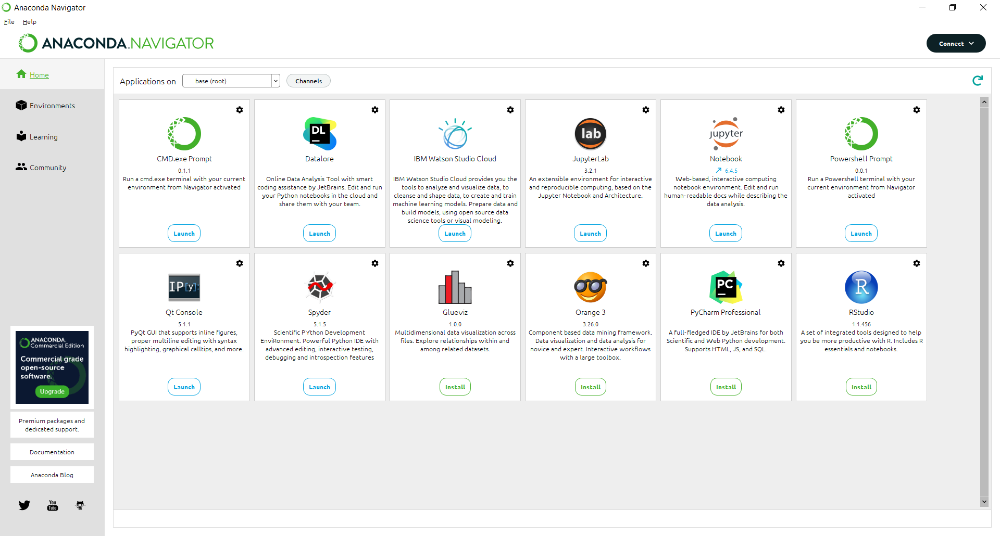 Anaconda Navigator
File Help
ANACONDA.NAVIGATOR
Connect
Home
Environments
Learning
Community
ANACONDA.
Commercial Edition
Commercial grade
open-source
software.
Upgrade
Premium packages and
dedicated support.
Documentation
Anaconda Blog
You
Tube
Applications on base (root) Channels
CMD.exe Prompt
0.1.1
Run a cmd.exe terminal with your current
environment from Navigator activated
Launch
DL
Datalore
Online Data Analysis Tool with smart
coding assistance by JetBrains. Edit and run
your Python notebooks in the cloud and
share them with your team.
Launch
IBM Watson Studio Cloud
IBM Watson Studio Cloud provides you the
tools to analyze and visualize data, to
cleanse and shape data, to create and train
machine learning models. Prepare data and
build models, using open source data
science tools or visual modeling.
Launch
lab
JupyterLab
3.2.1
An extensible environment for interactive
and reproducible computing, based on the
Jupyter Notebook and Architecture.
Launch
jupyter
Notebook
6.4.5
Web-based, interactive computing
notebook environment. Edit and run
human-readable docs while describing the
data analysis.
Launch
Powershell Prompt
0.0.1
Run a Powershell terminal with your
current environment from Navigator
activated
Launch
IP[y]:
Qt Console
5.1.1
PyQt GUI that supports inline figures,
proper multiline editing with syntax
highlighting, graphical calltips, and more.
Launch
Spyder
5.1.5
Scientific PYthon Development
EnviRonment. Powerful Python IDE with
advanced editing, interactive testing,
debugging and introspection features
Launch
Glueviz
1.0.0
Multidimensional data visualization across
files. Explore relationships within and
among related datasets.
Install
Orange 3
3.26.0
Component based data mining framework.
Data visualization and data analysis for
novice and expert. Interactive workflows
with a large toolbox.
Install
PC
PyCharm Professional
A full-fledged IDE by JetBrains for both
Scientific and Web Python development.
Supports HTML, JS, and SQL.
Install
R
RStudio
1.1.456
A set of integrated tools designed to help
you be more productive with R. Includes R
essentials and notebooks.
Install